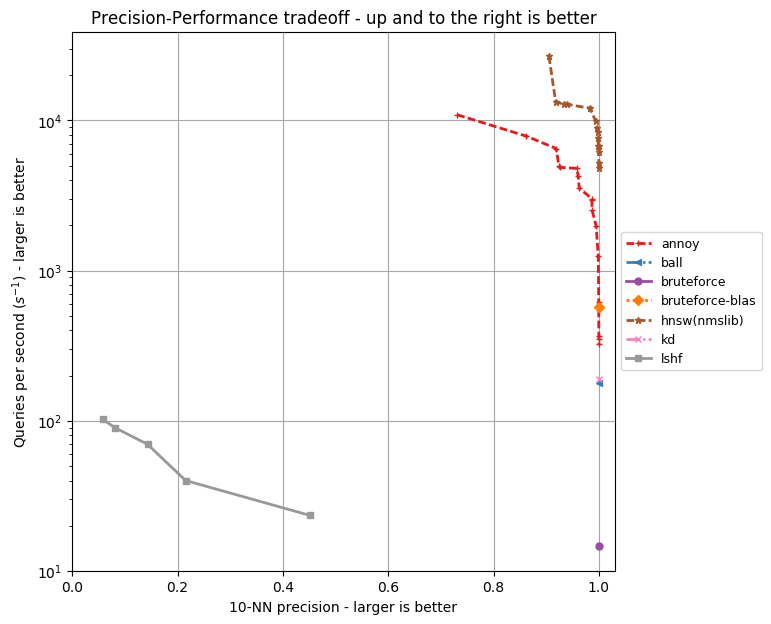 Precision-Performance tradeoff - up and to the right is better
Queries per second (s⁻¹) - larger is better
10⁴
10³
10²
10¹
0.0 0.2 0.4 0.6 0.8 1.0
10-NN precision - larger is better
annoy
ball
bruteforce
bruteforce-blas
hnsw(nmslib)
kd
lshf